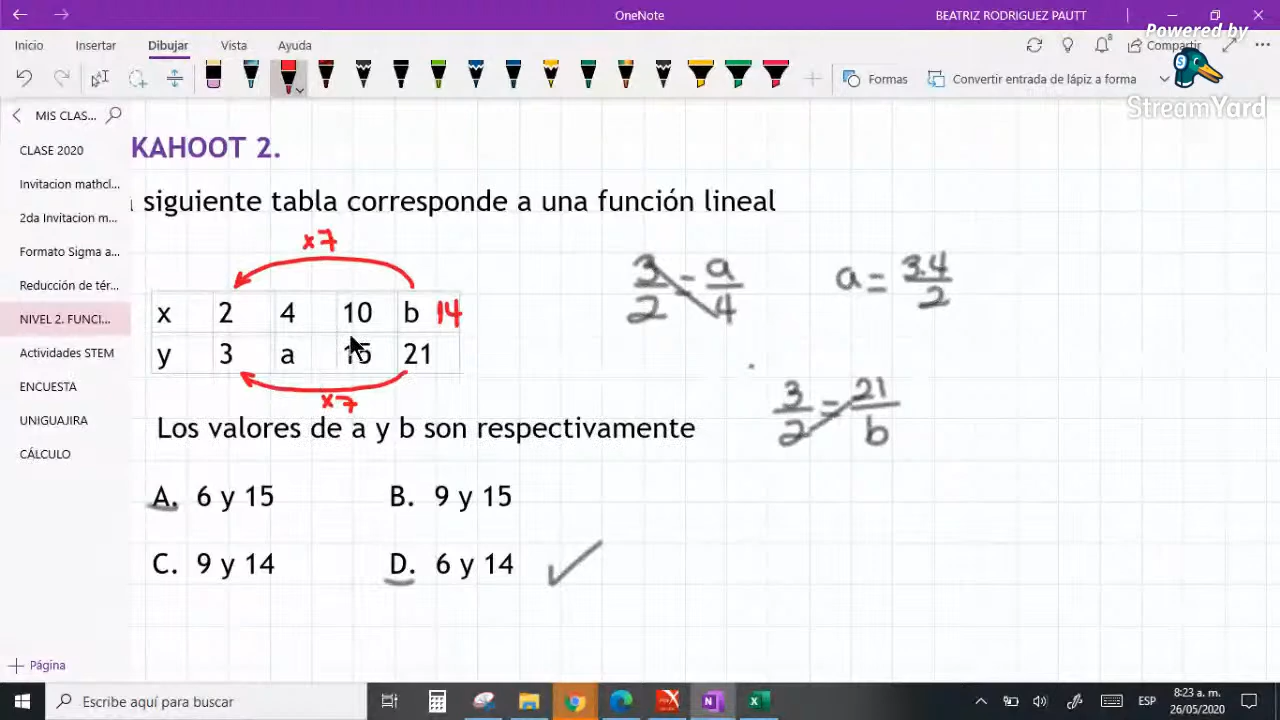 OneNote
BEATRIZ RODRIGUEZ PAUTT
Powered by
StreamYard
Inicio Insertar Dibujar Vista Ayuda
Compartir
Formas Convertir entrada de lápiz a forma
MIS CLAS...
CLASE 2020
Invitacion mathcl...
2da Invitacion m...
Formato Sigma a...
Reducción de tér...
NIVEL 2. FUNCI...
Actividades STEM
ENCUESTA
UNIGUAJIRA
CÁLCULO
Página
KAHOOT 2.
siguiente tabla corresponde a una función lineal
x7
x 2 4 10 b 14
y 3 a 15 21
x7
3/2 = a/4
a = 3.4/2
3/2 = 21/b
Los valores de a y b son respectivamente
A. 6 y 15 B. 9 y 15
C. 9 y 14 D. 6 y 14
Escribe aquí para buscar
ESP
8:23 a. m.
26/05/2020